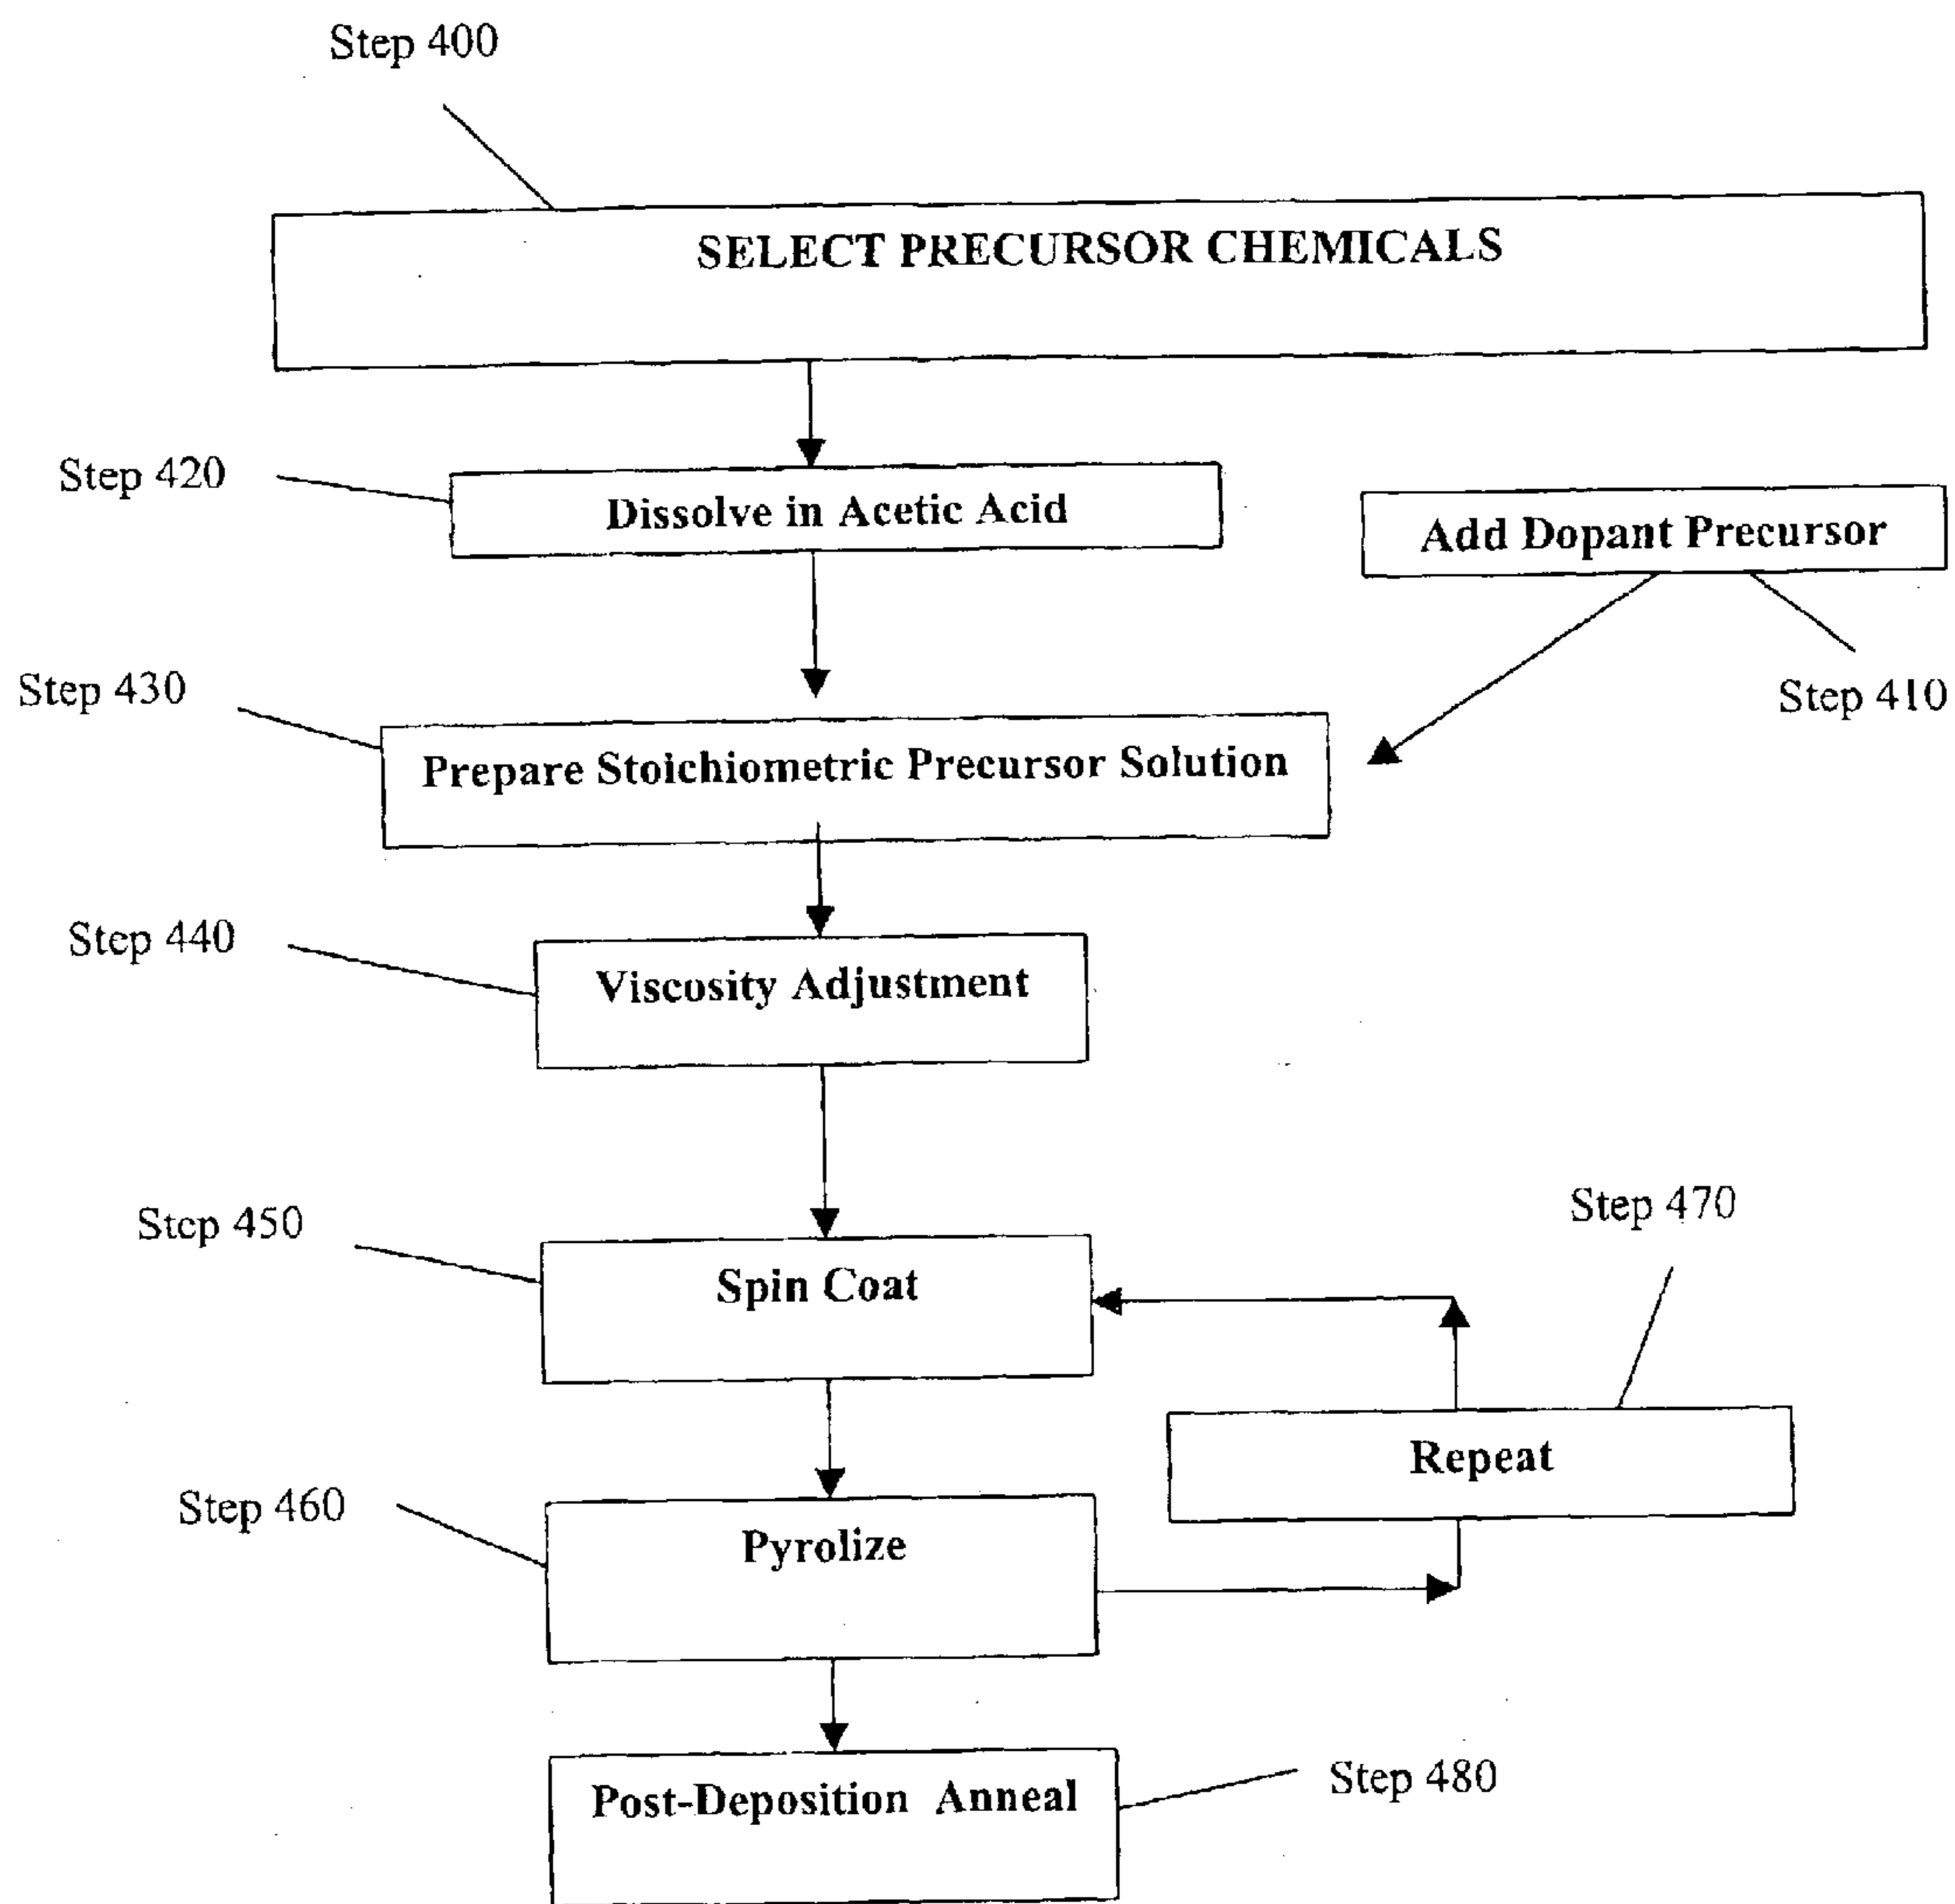 Step 400
SELECT PRECURSOR CHEMICALS
Step 420
Dissolve in Acetic Acid
Add Dopant Precursor
Step 430
Step 410
Prepare Stoichiometric Precursor Solution
Step 440
Viscosity Adjustment
Step 450
Step 470
Spin Coat
Repeat
Step 460
Pyrolize
Post-Deposition Anneal
Step 480